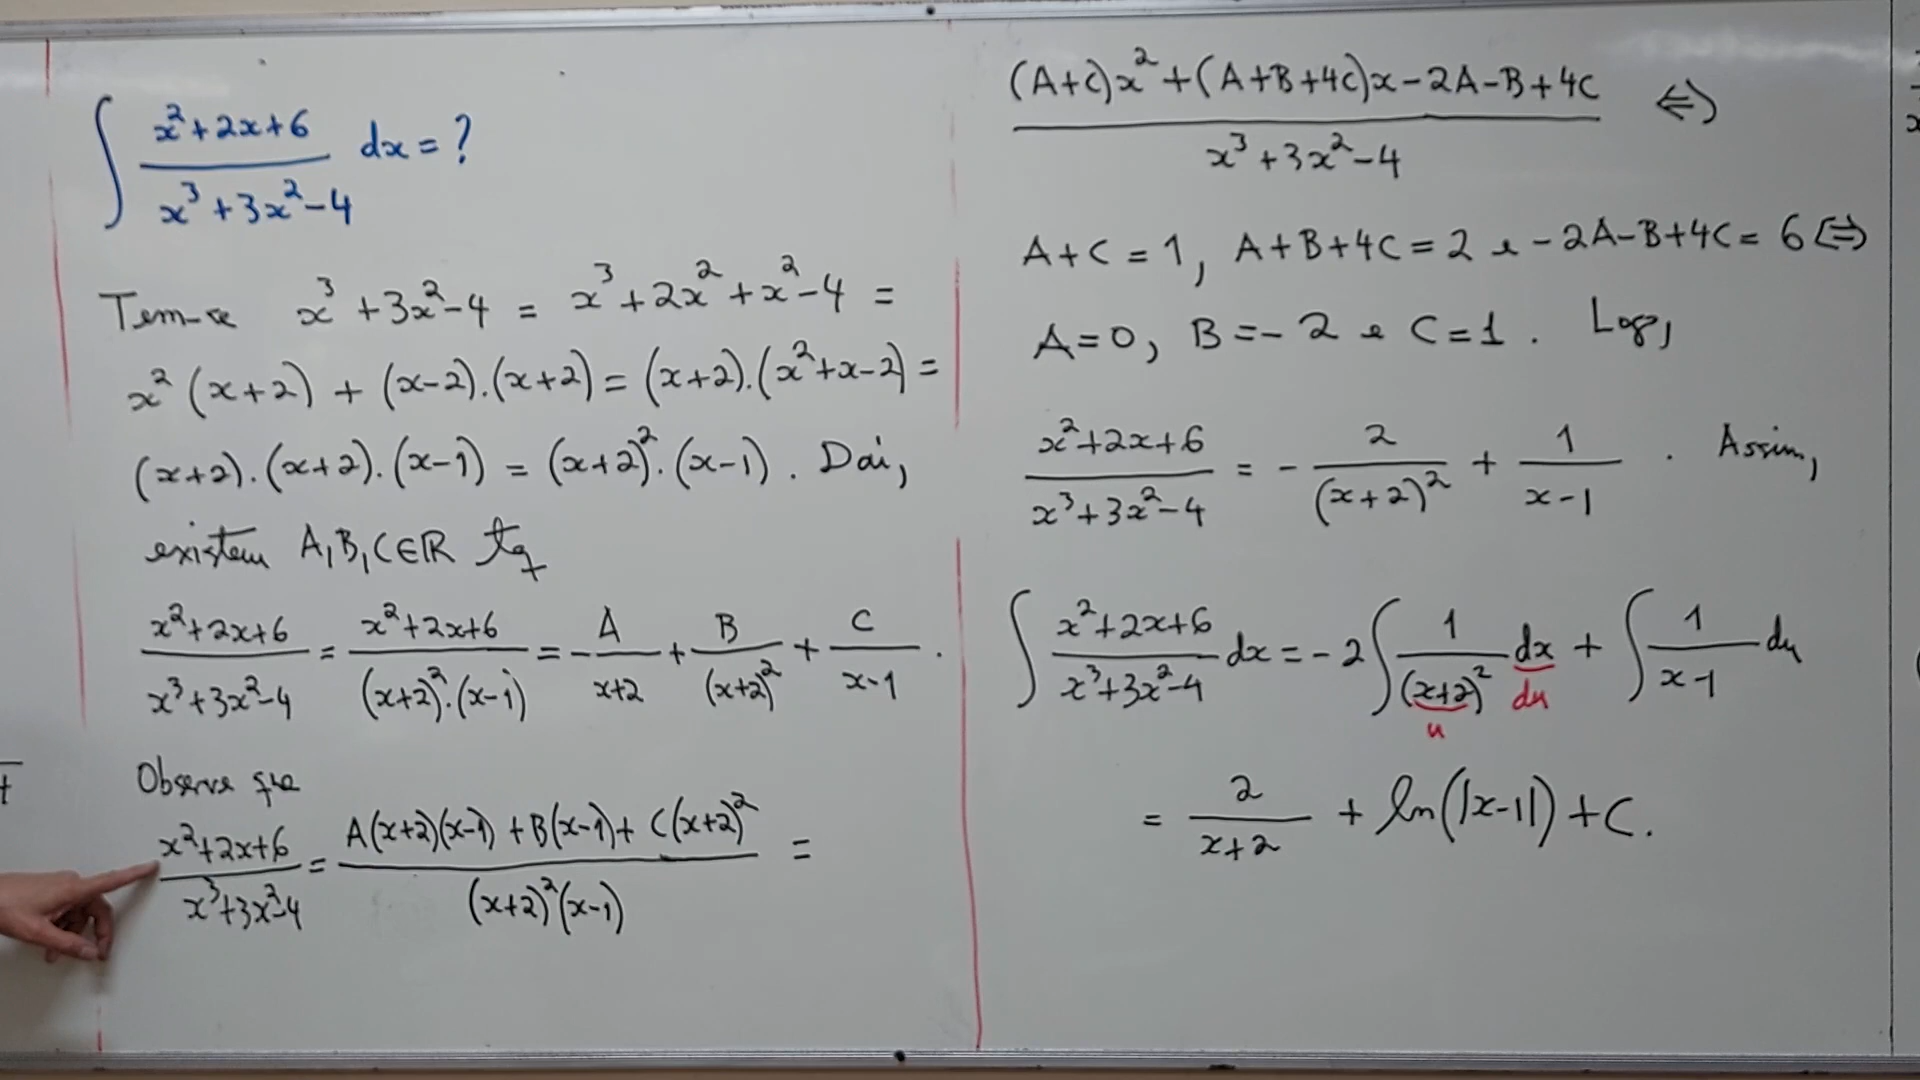 ∫ (x²+2x+6)/(x³+3x²-4) dx = ?
Tem-se x³+3x²-4 = x³+2x²+x²-4 =
x²(x+2) + (x-2).(x+2) = (x+2).(x²+x-2) =
(x+2).(x+2).(x-1) = (x+2)².(x-1). Daí,
existem A,B,C∈ℝ tq
(x²+2x+6)/(x³+3x²-4) = (x²+2x+6)/((x+2)².(x-1)) = A/(x+2) + B/(x+2)² + C/(x-1).
Observe que
(x²+2x+6)/(x³+3x²-4) = (A(x+2)(x-1)+B(x-1)+C(x+2)²)/((x+2)²(x-1)) =
((A+C)x²+(A+B+4C)x-2A-B+4C)/(x³+3x²-4) ⇔
A+C=1, A+B+4C=2 e -2A-B+4C=6 ⇔
A=0, B=-2 e C=1. Logo,
(x²+2x+6)/(x³+3x²-4) = -2/(x+2)² + 1/(x-1). Assim,
∫ (x²+2x+6)/(x³+3x²-4) dx = -2 ∫ 1/(x+2)² dx + ∫ 1/(x-1) dx
u du
= 2/(x+2) + ln(|x-1|) + C.